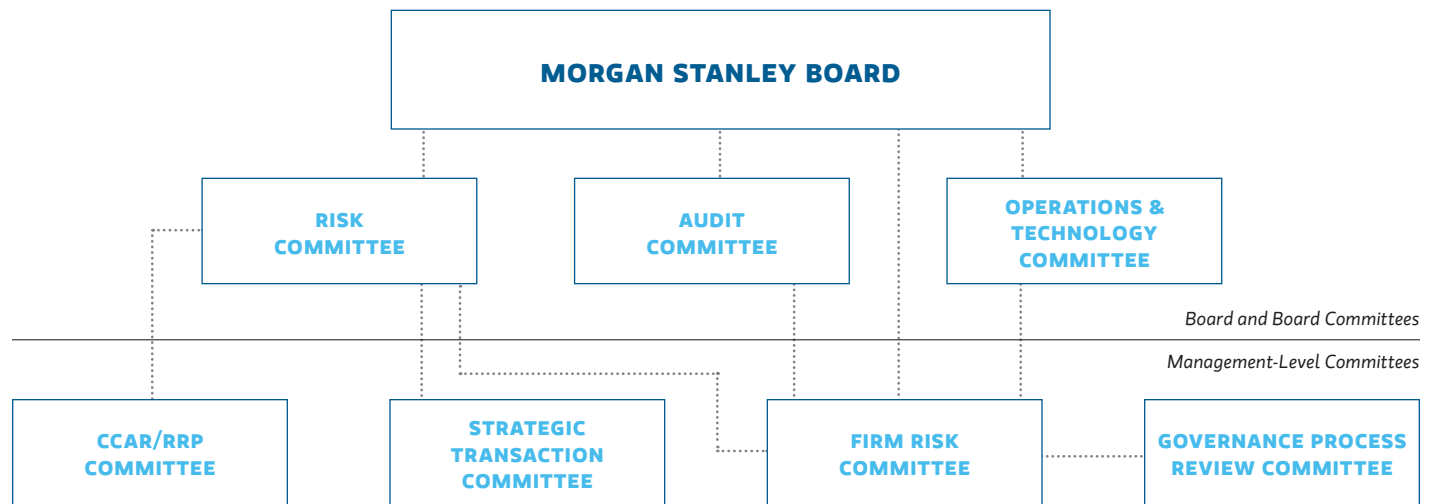 MORGAN STANLEY BOARD
RISK
COMMITTEE
AUDIT
COMMITTEE
OPERATIONS &
TECHNOLOGY
COMMITTEE
Board and Board Committees
Management-Level Committees
CCAR/RRP
COMMITTEE
STRATEGIC
TRANSACTION
COMMITTEE
FIRM RISK
COMMITTEE
GOVERNANCE PROCESS
REVIEW COMMITTEE